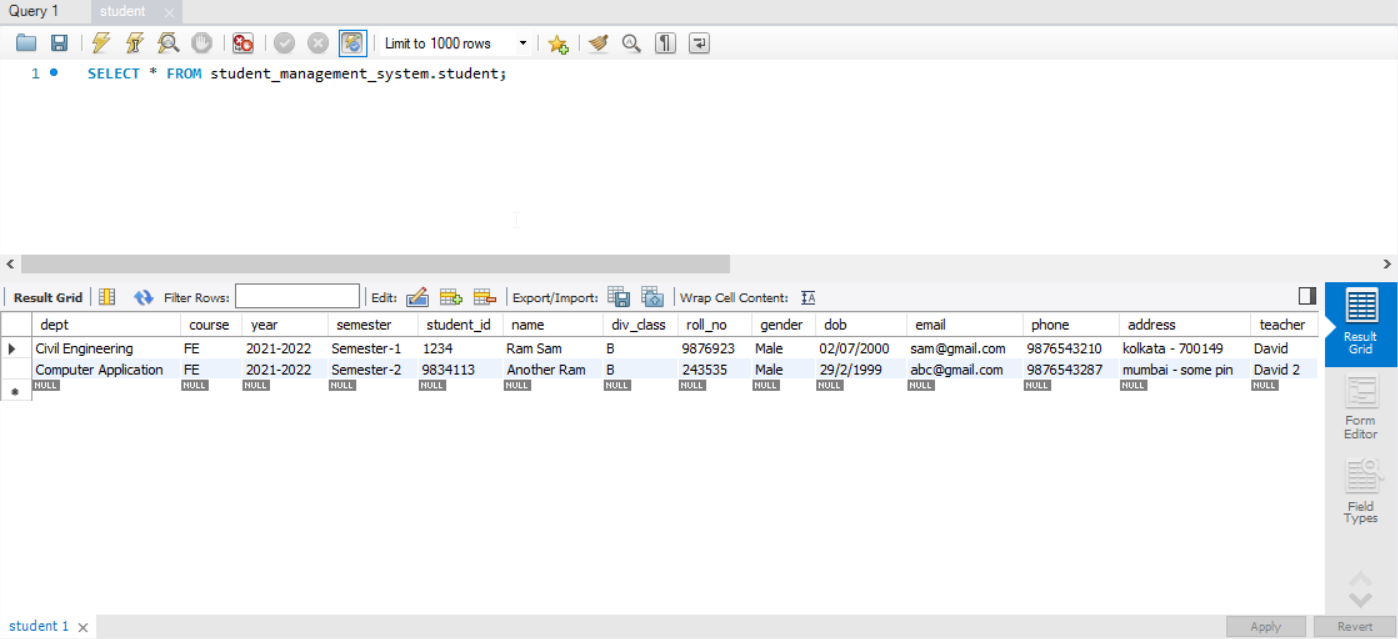 Query 1 student
Limit to 1000 rows
1 SELECT * FROM student_management_system.student;
Result Grid Filter Rows: Edit: Export/Import: Wrap Cell Content:
dept course year semester student_id name div_class roll_no gender dob email phone address teacher
Civil Engineering FE 2021-2022 Semester-1 1234 Ram Sam B 9876923 Male 02/07/2000 sam@gmail.com 9876543210 kolkata - 700149 David
Computer Application FE 2021-2022 Semester-2 9834113 Another Ram B 243535 Male 29/2/1999 abc@gmail.com 9876543287 mumbai - some pin David 2
NULL NULL NULL NULL NULL NULL NULL NULL NULL NULL NULL NULL NULL NULL
Result
Grid
Form
Editor
Field
Types
student 1 Apply Revert